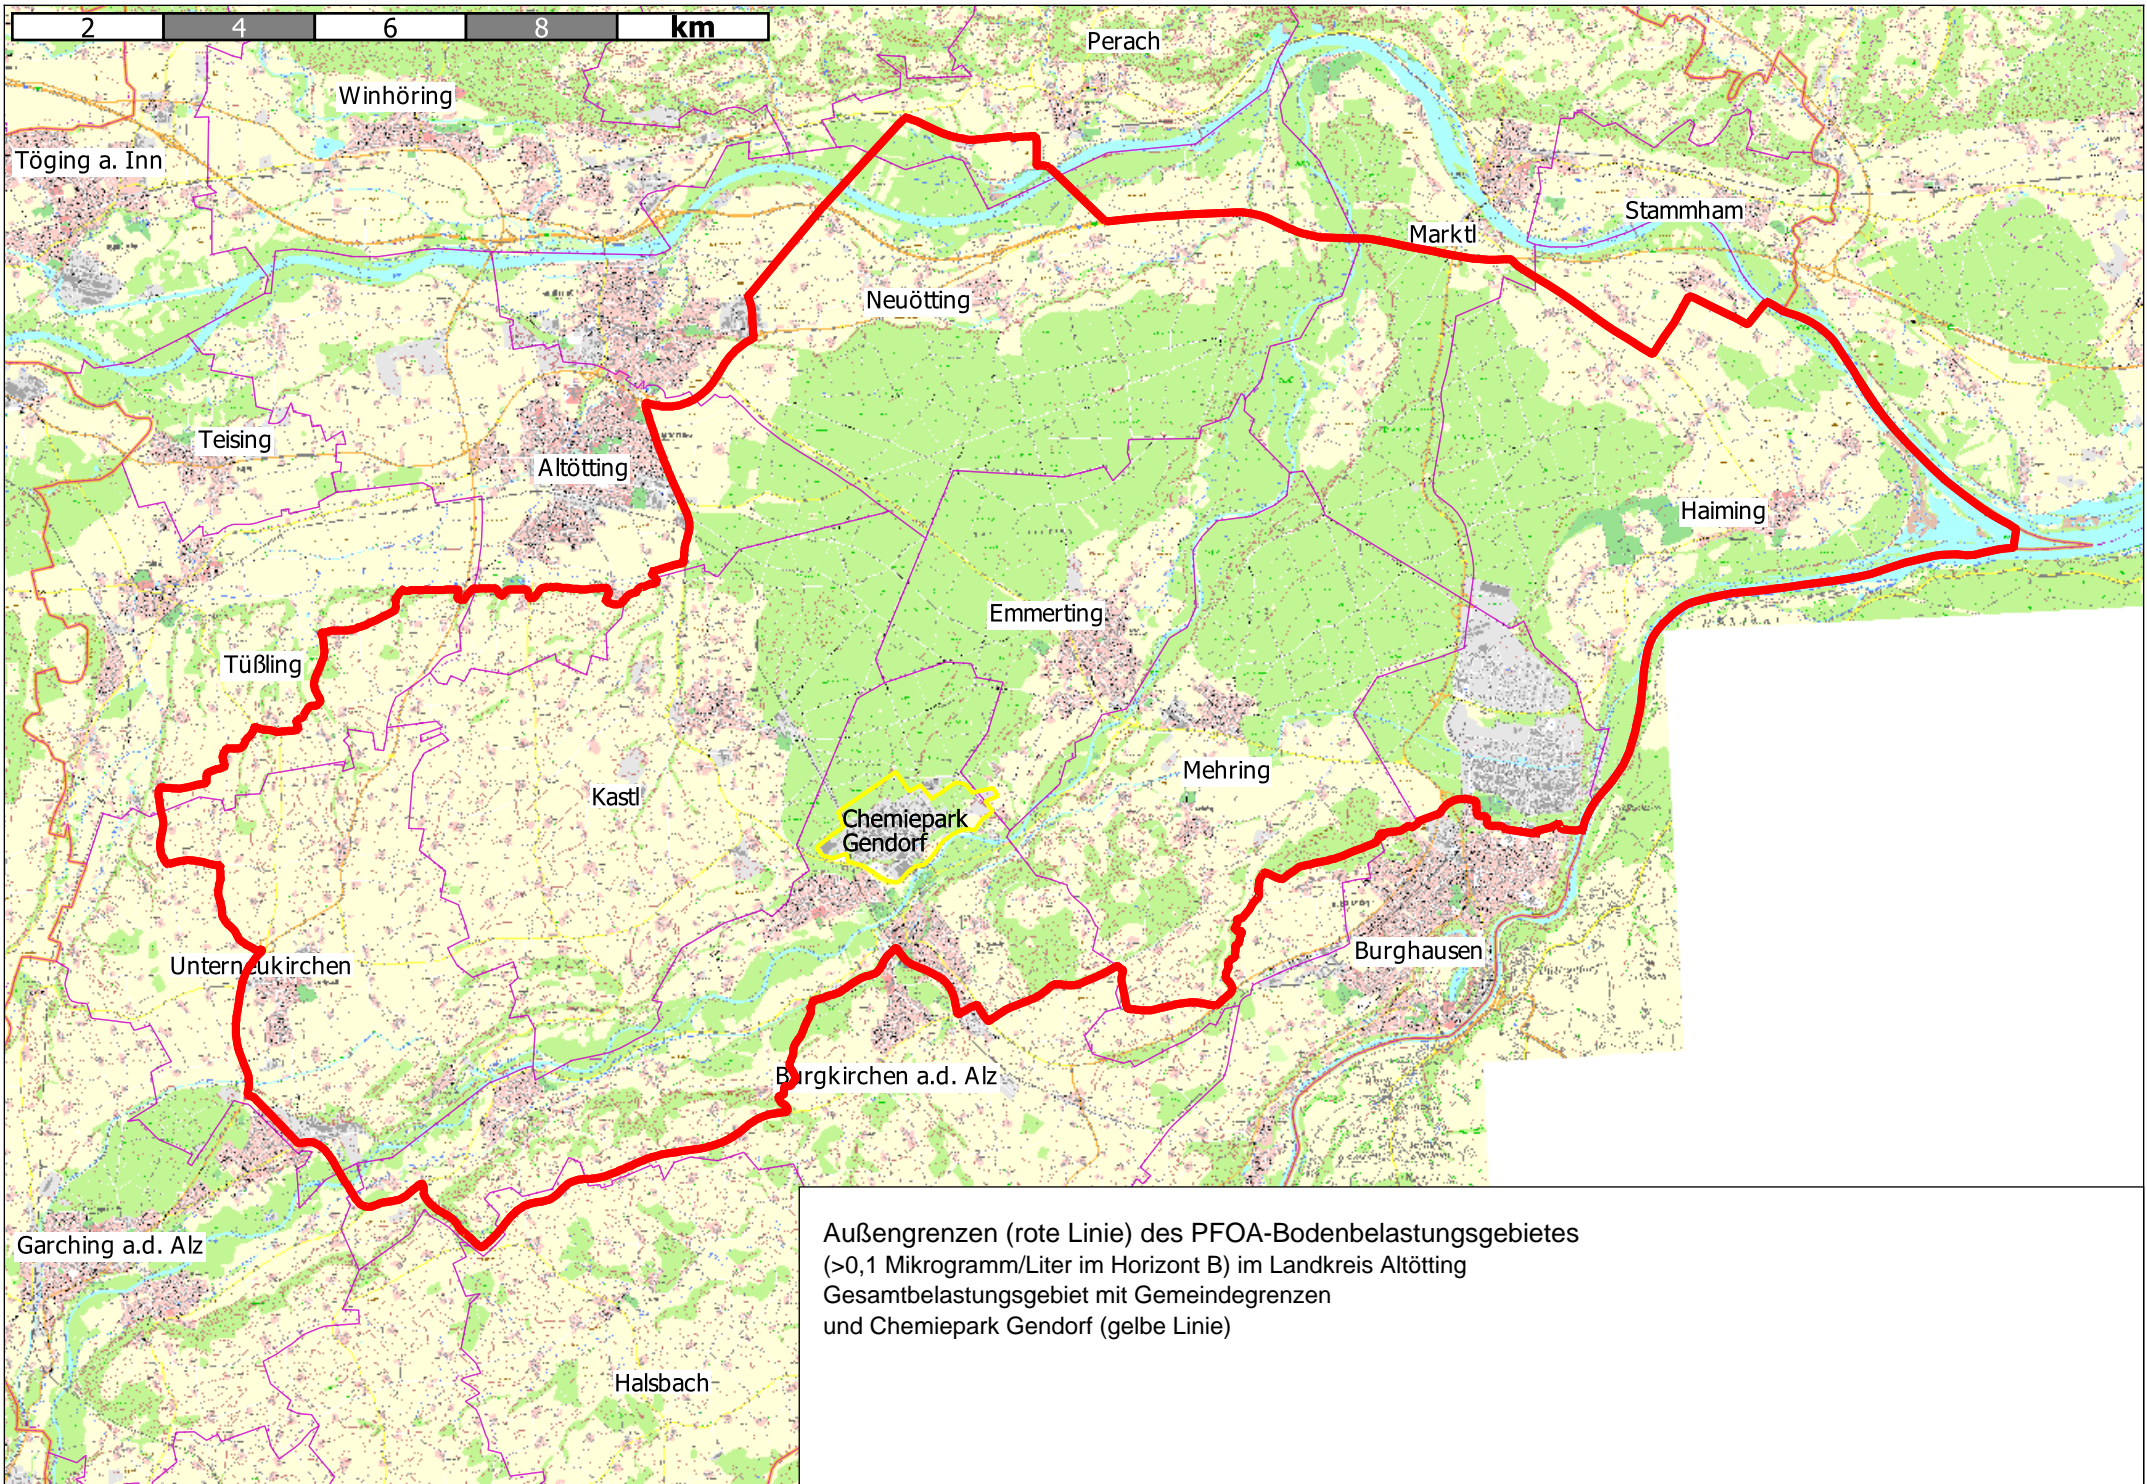 2 4 6 8 km
Perach
Winhöring
Töging a. Inn
Stammham
Marktl
Neuötting
Teising
Altötting
Haiming
Emmerting
Tüßling
Mehring
Kastl
Chemiepark
Gendorf
Burghausen
Unterneukirchen
Burgkirchen a.d. Alz
Garching a.d. Alz
Halsbach
Außengrenzen (rote Linie) des PFOA-Bodenbelastungsgebietes
(>0,1 Mikrogramm/Liter im Horizont B) im Landkreis Altötting
Gesamtbelastungsgebiet mit Gemeindegrenzen
und Chemiepark Gendorf (gelbe Linie)